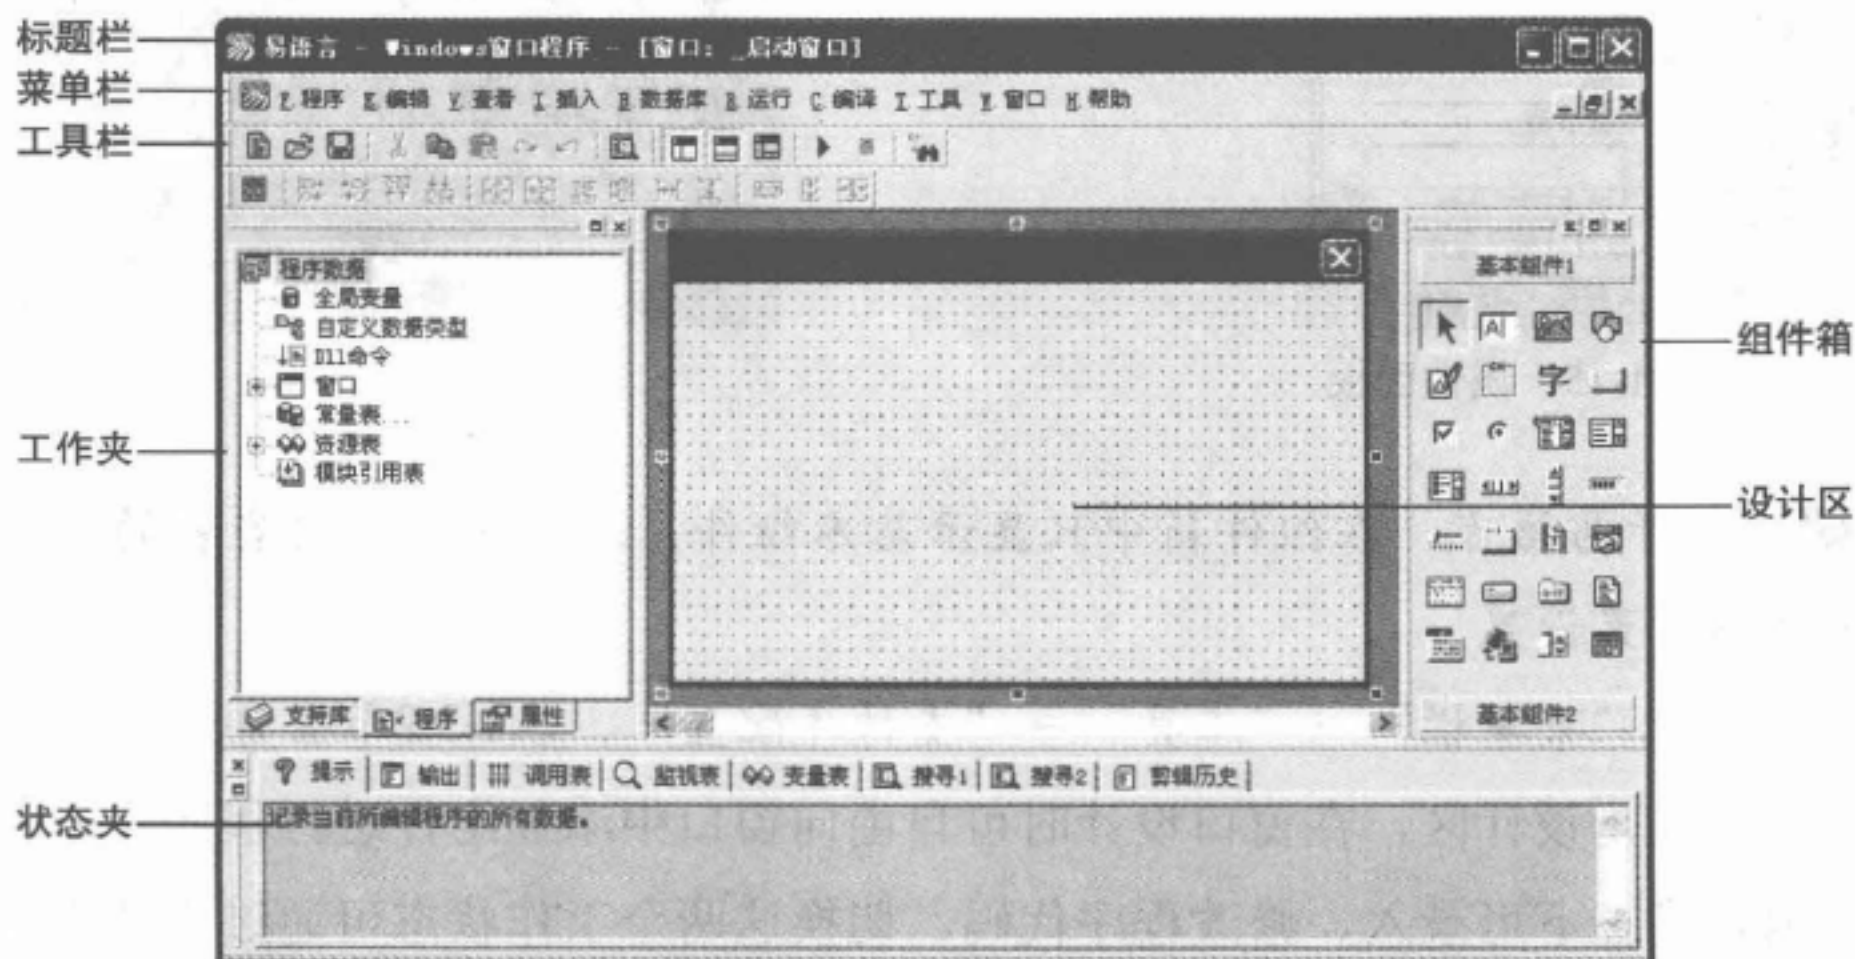 标题栏
易语言 - Windows窗口程序 - [窗口: _启动窗口]
菜单栏
P.程序 E.编辑 V.查看 I.插入 B.数据库 R.运行 C.编译 T.工具 W.窗口 H.帮助
工具栏
程序数据
全局变量
自定义数据类型
Dll命令
窗口
常量表...
资源表
模块引用表
工作夹
支持库 程序 属性
基本组件1
A
字
组件箱
设计区
基本组件2
提示 输出 调用表 监视表 变量表 搜寻1 搜寻2 剪辑历史
状态夹
记录当前所编辑程序的所有数据。